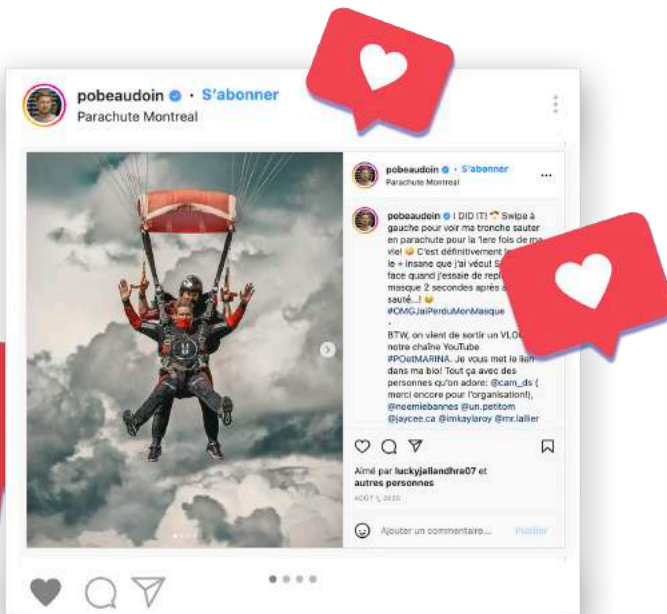 pobeaudoin · S'abonner
Parachute Montreal
pobeaudoin · S'abonner
Parachute Montreal
pobeaudoin I DID IT! Swipe à
gauche pour voir ma tronche sauter
en parachute pour la 1ere fois de ma
vie! C'est définitivement
le + insane que j'ai vécu!
face quand j'essaie de
masque 2 secondes après
sauté...!
#OMGJaiPerduMonMasque
-
BTW, on vient de sortir un VLOG
notre chaîne YouTube
#POetMARINA. Je vous met le lien
dans ma bio! Tout ça avec des
personnes qu'on adore: @cam_ds (
merci encore pour l'organisation!),
@noemiebannes @un.petitom
@jaycee.ca @imkaylaroy @mr.lallier
Aimé par luckyjallandhra07 et
autres personnes
AOÛT 1, 2020
Ajouter un commentaire... Publier